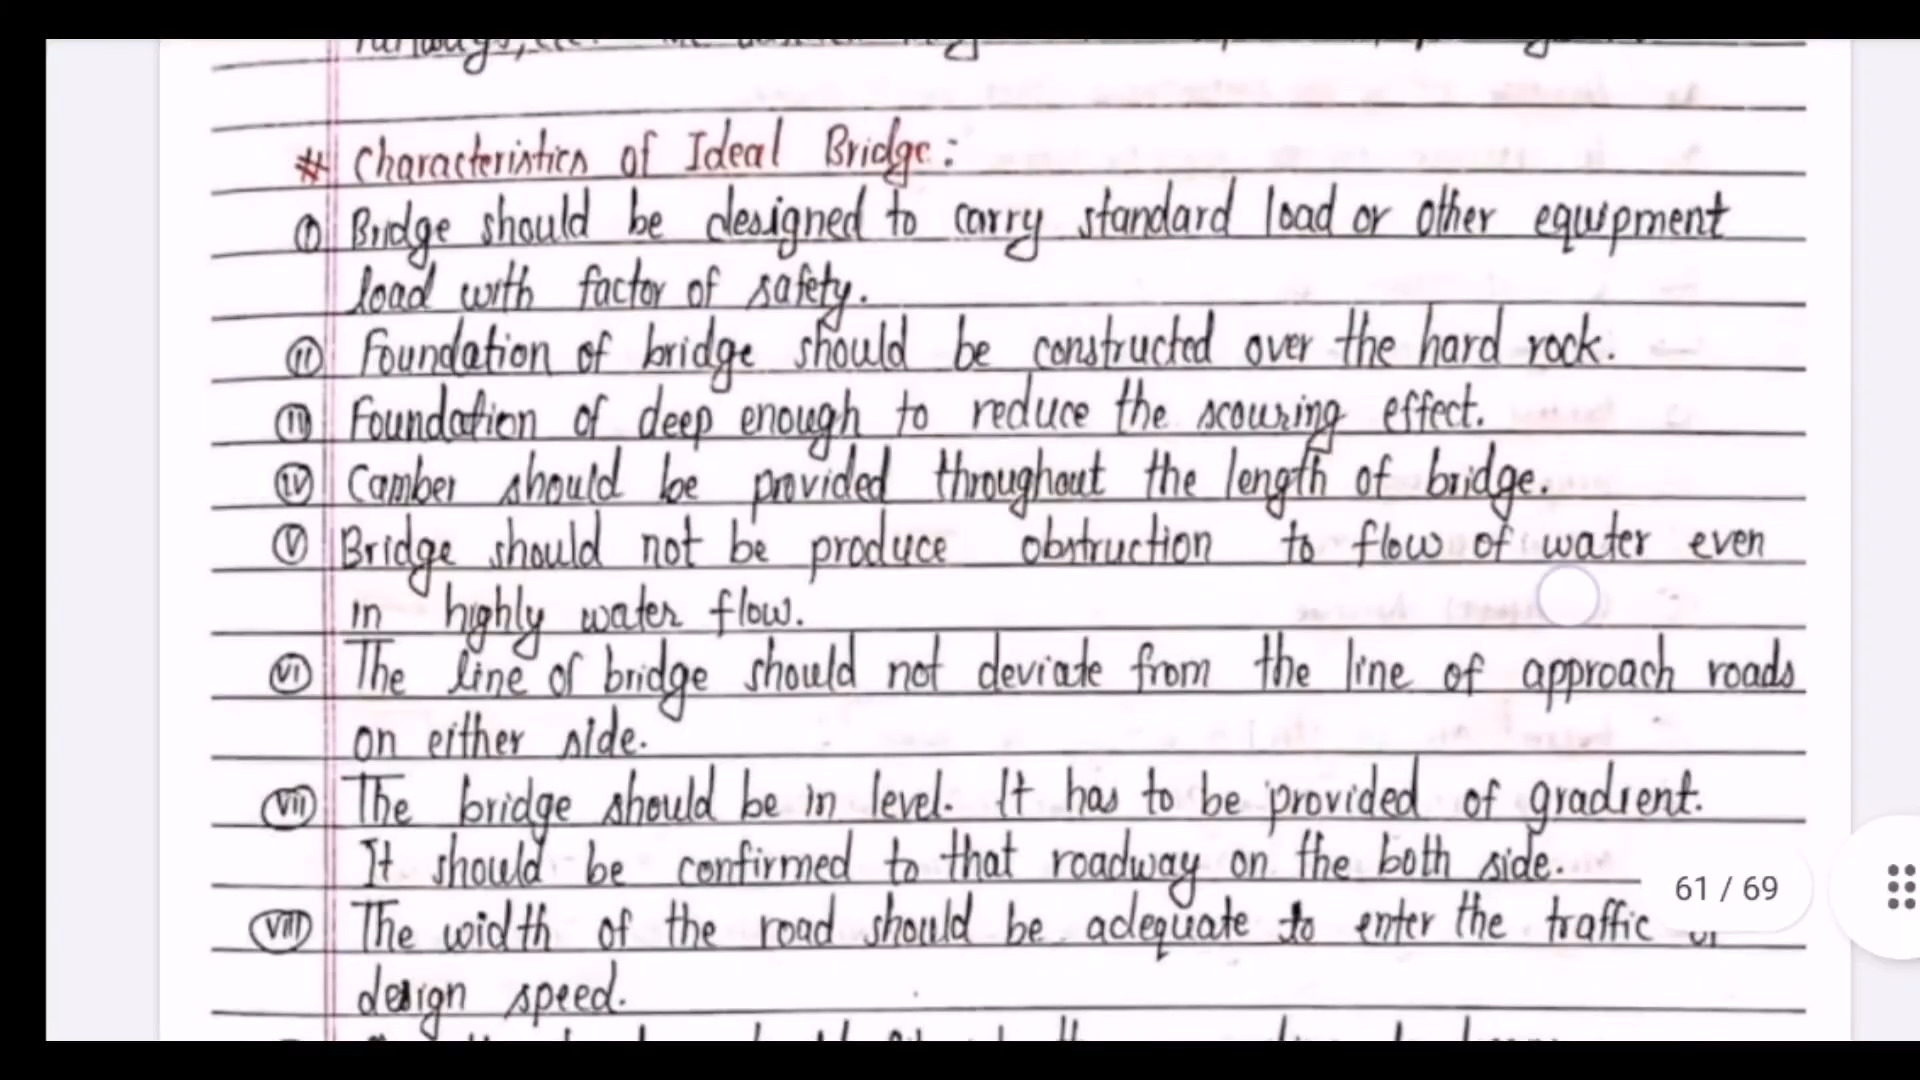 # Characteristics of Ideal Bridge:
(i) Bridge should be designed to carry standard load or other equipment
load with factor of safety.
(ii) Foundation of bridge should be constructed over the hard rock.
(iii) Foundation of deep enough to reduce the scouring effect.
(iv) Camber should be provided throughout the length of bridge.
(v) Bridge should not be produce obstruction to flow of water even
in highly water flow.
(vi) The line of bridge should not deviate from the line of approach roads
on either side.
(vii) The bridge should be in level. It has to be provided of gradient.
It should be confirmed to that roadway on the both side.
61 / 69
(viii) The width of the road should be adequate to enter the traffic
design speed.